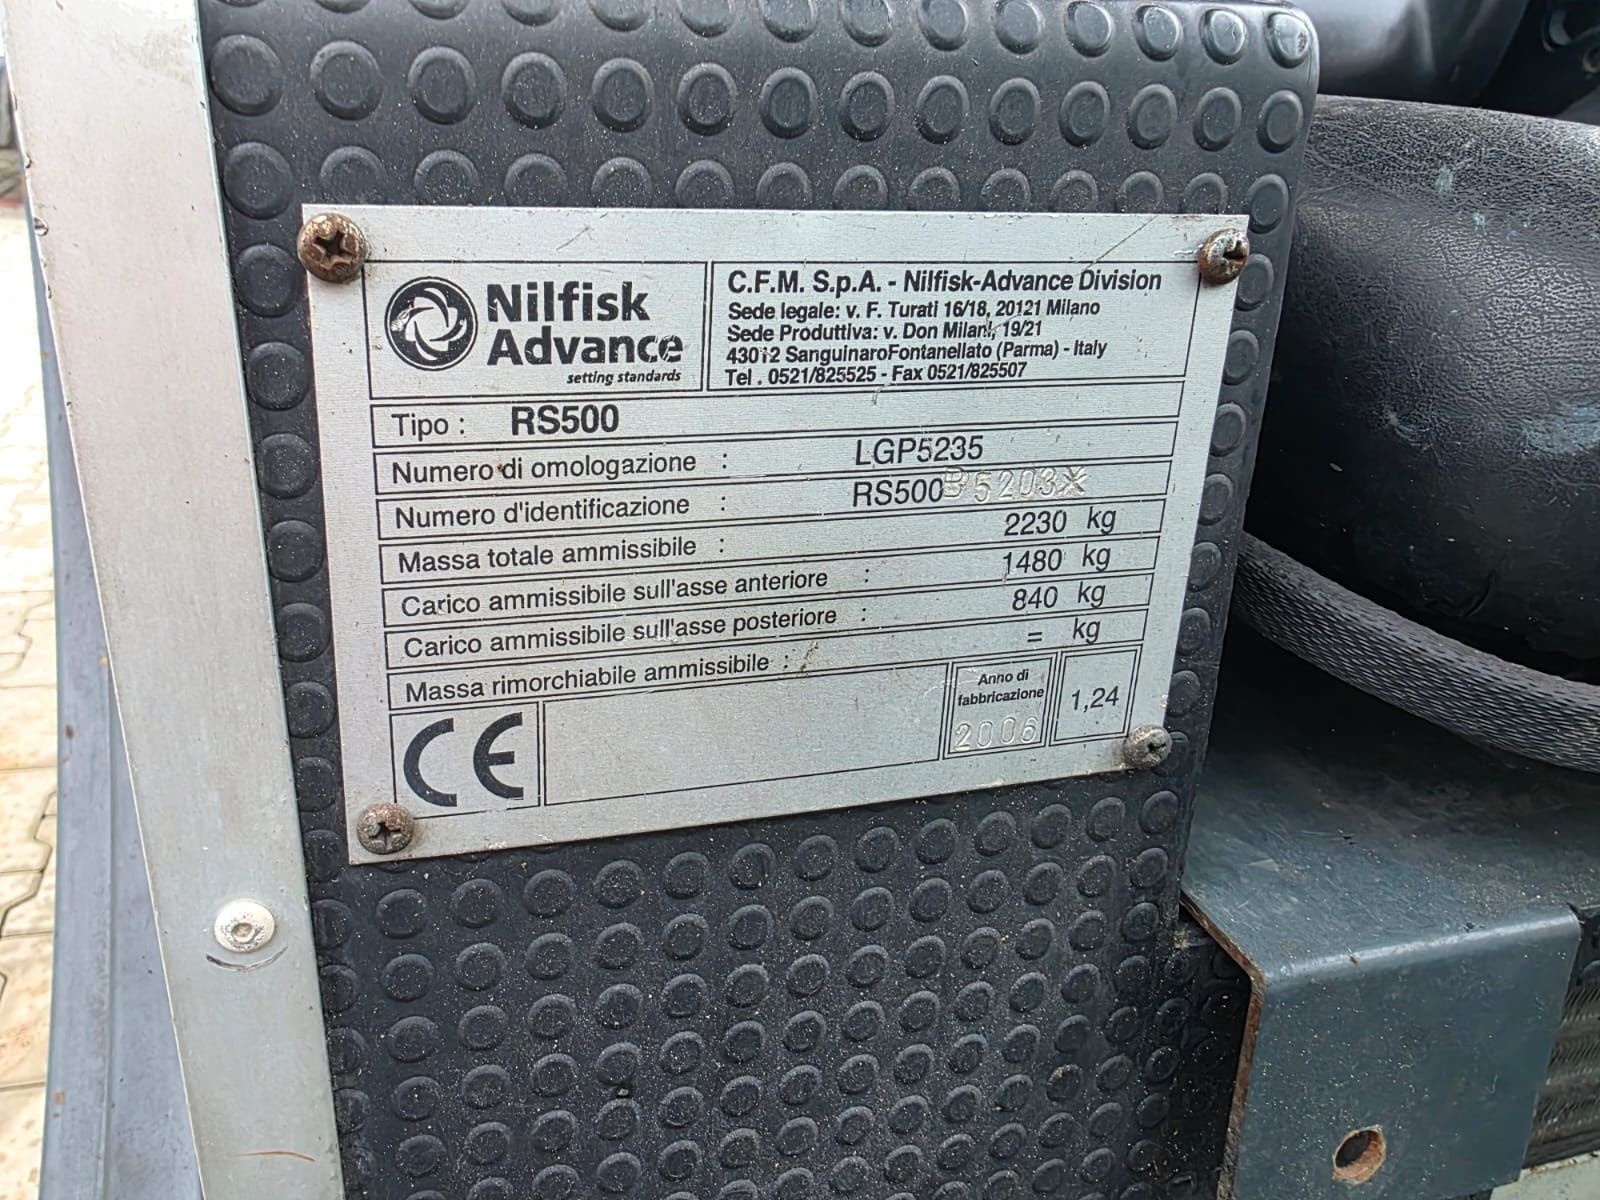 Nilfisk
Advance
setting standards
C.F.M. S.p.A. - Nilfisk-Advance Division
Sede legale: v. F. Turati 16/18, 20121 Milano
Sede Produttiva: v. Don Milani, 19/21
43012 SanguinaroFontanellato (Parma) - Italy
Tel . 0521/825525 - Fax 0521/825507
Tipo : RS500
Numero di omologazione : LGP5235
Numero d'identificazione : RS500B5203X
Massa totale ammissibile : 2230 kg
Carico ammissibile sull'asse anteriore : 1480 kg
Carico ammissibile sull'asse posteriore : 840 kg
Massa rimorchiabile ammissibile : = kg
CE
Anno di
fabbricazione
2006
1,24